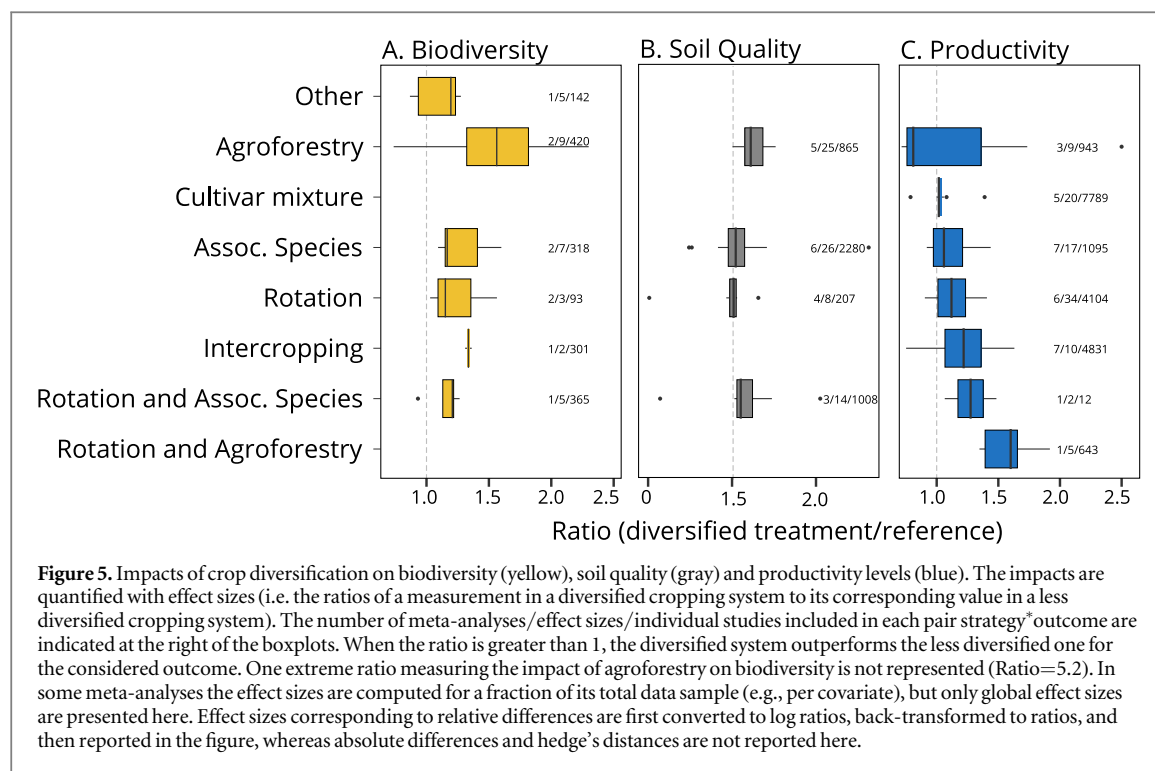 A. Biodiversity
B. Soil Quality
C. Productivity
Other
1/5/142
Agroforestry
2/9/420
5/25/865
3/9/943
Cultivar mixture
5/20/7789
Assoc. Species
2/7/318
6/26/2280
7/17/1095
Rotation
2/3/93
4/8/207
6/34/4104
Intercropping
1/2/301
7/10/4831
Rotation and Assoc. Species
1/5/365
3/14/1008
1/2/12
Rotation and Agroforestry
1/5/643
1.0 1.5 2.0 2.5
0 1.5 2.0
1.0 1.5 2.0 2.5
Ratio (diversified treatment/reference)
Figure 5. Impacts of crop diversification on biodiversity (yellow), soil quality (gray) and productivity levels (blue). The impacts are
quantified with effect sizes (i.e. the ratios of a measurement in a diversified cropping system to its corresponding value in a less
diversified cropping system). The number of meta-analyses/effect sizes/individual studies included in each pair strategy*outcome are
indicated at the right of the boxplots. When the ratio is greater than 1, the diversified system outperforms the less diversified one for
the considered outcome. One extreme ratio measuring the impact of agroforestry on biodiversity is not represented (Ratio=5.2). In
some meta-analyses the effect sizes are computed for a fraction of its total data sample (e.g., per covariate), but only global effect sizes
are presented here. Effect sizes corresponding to relative differences are first converted to log ratios, back-transformed to ratios, and
then reported in the figure, whereas absolute differences and hedge's distances are not reported here.